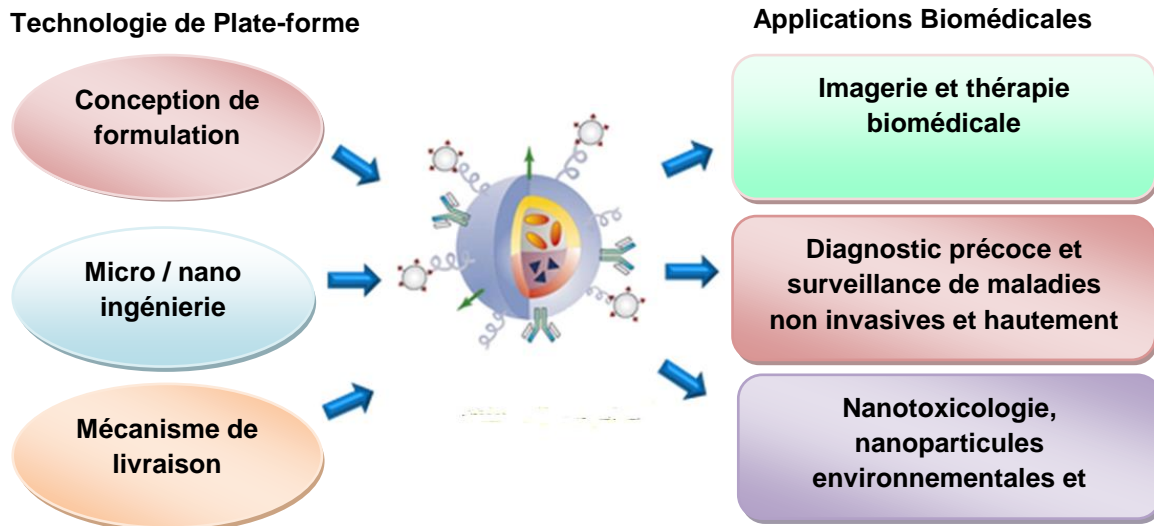 Technologie de Plate-forme
Conception de
formulation
Micro / nano
ingénierie
Mécanisme de
livraison
Applications Biomédicales
Imagerie et thérapie
biomédicale
Diagnostic précoce et
surveillance de maladies
non invasives et hautement
Nanotoxicologie,
nanoparticules
environnementales et